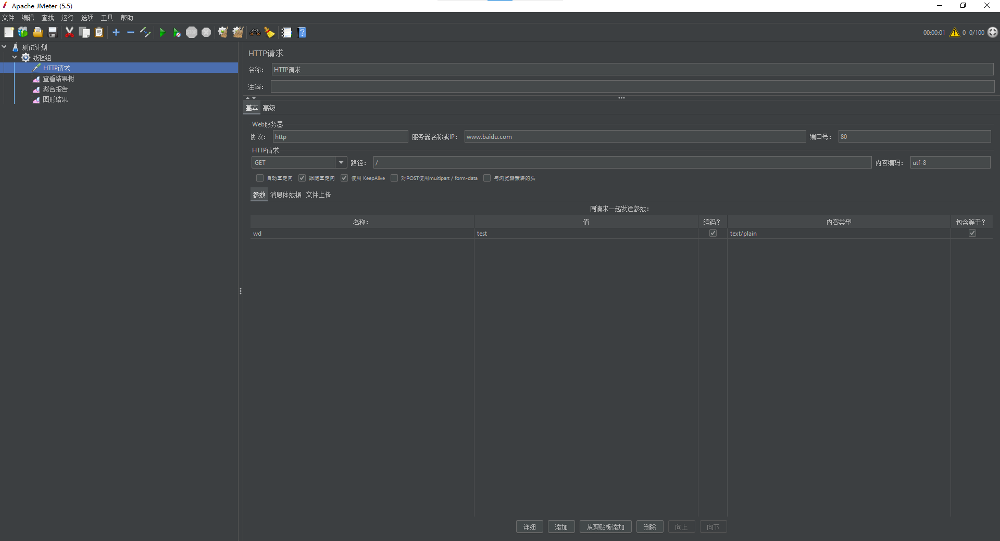 Apache JMeter (5.5)
文件 编辑 查找 运行 选项 工具 帮助
00:00:01 0 0/100
测试计划
线程组
HTTP请求
查看结果树
聚合报告
图形结果
HTTP请求
名称： HTTP请求
注释：
基本 高级
Web服务器
协议： http 服务器名称或IP： www.baidu.com 端口号： 80
HTTP请求
GET 路径： / 内容编码： utf-8
自动重定向 跟随重定向 使用 KeepAlive 对POST使用multipart / form-data 与浏览器兼容的头
参数 消息体数据 文件上传
同请求一起发送参数：
名称： 值 编码？ 内容类型 包含等于？
wd test text/plain
详细 添加 从剪贴板添加 删除 向上 向下